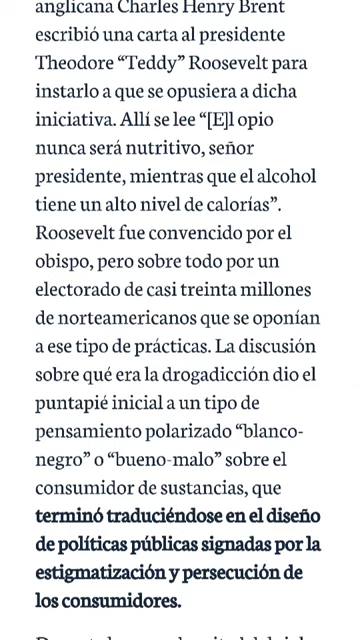 anglicana Charles Henry Brent
escribió una carta al presidente
Theodore “Teddy” Roosevelt para
instarlo a que se opusiera a dicha
iniciativa. Allí se lee “[E]l opio
nunca será nutritivo, señor
presidente, mientras que el alcohol
tiene un alto nivel de calorías”.
Roosevelt fue convencido por el
obispo, pero sobre todo por un
electorado de casi treinta millones
de norteamericanos que se oponían
a ese tipo de prácticas. La discusión
sobre qué era la drogadicción dio el
puntapié inicial a un tipo de
pensamiento polarizado “blanco-
negro” o “bueno-malo” sobre el
consumidor de sustancias, que
terminó traduciéndose en el diseño
de políticas públicas signadas por la
estigmatización y persecución de
los consumidores.